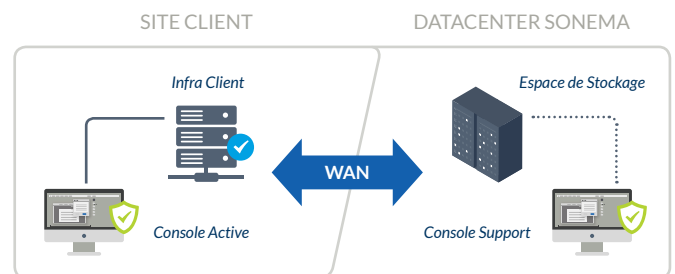 SITE CLIENT
DATACENTER SONEMA
Infra Client
Espace de Stockage
WAN
Console Active
Console Support